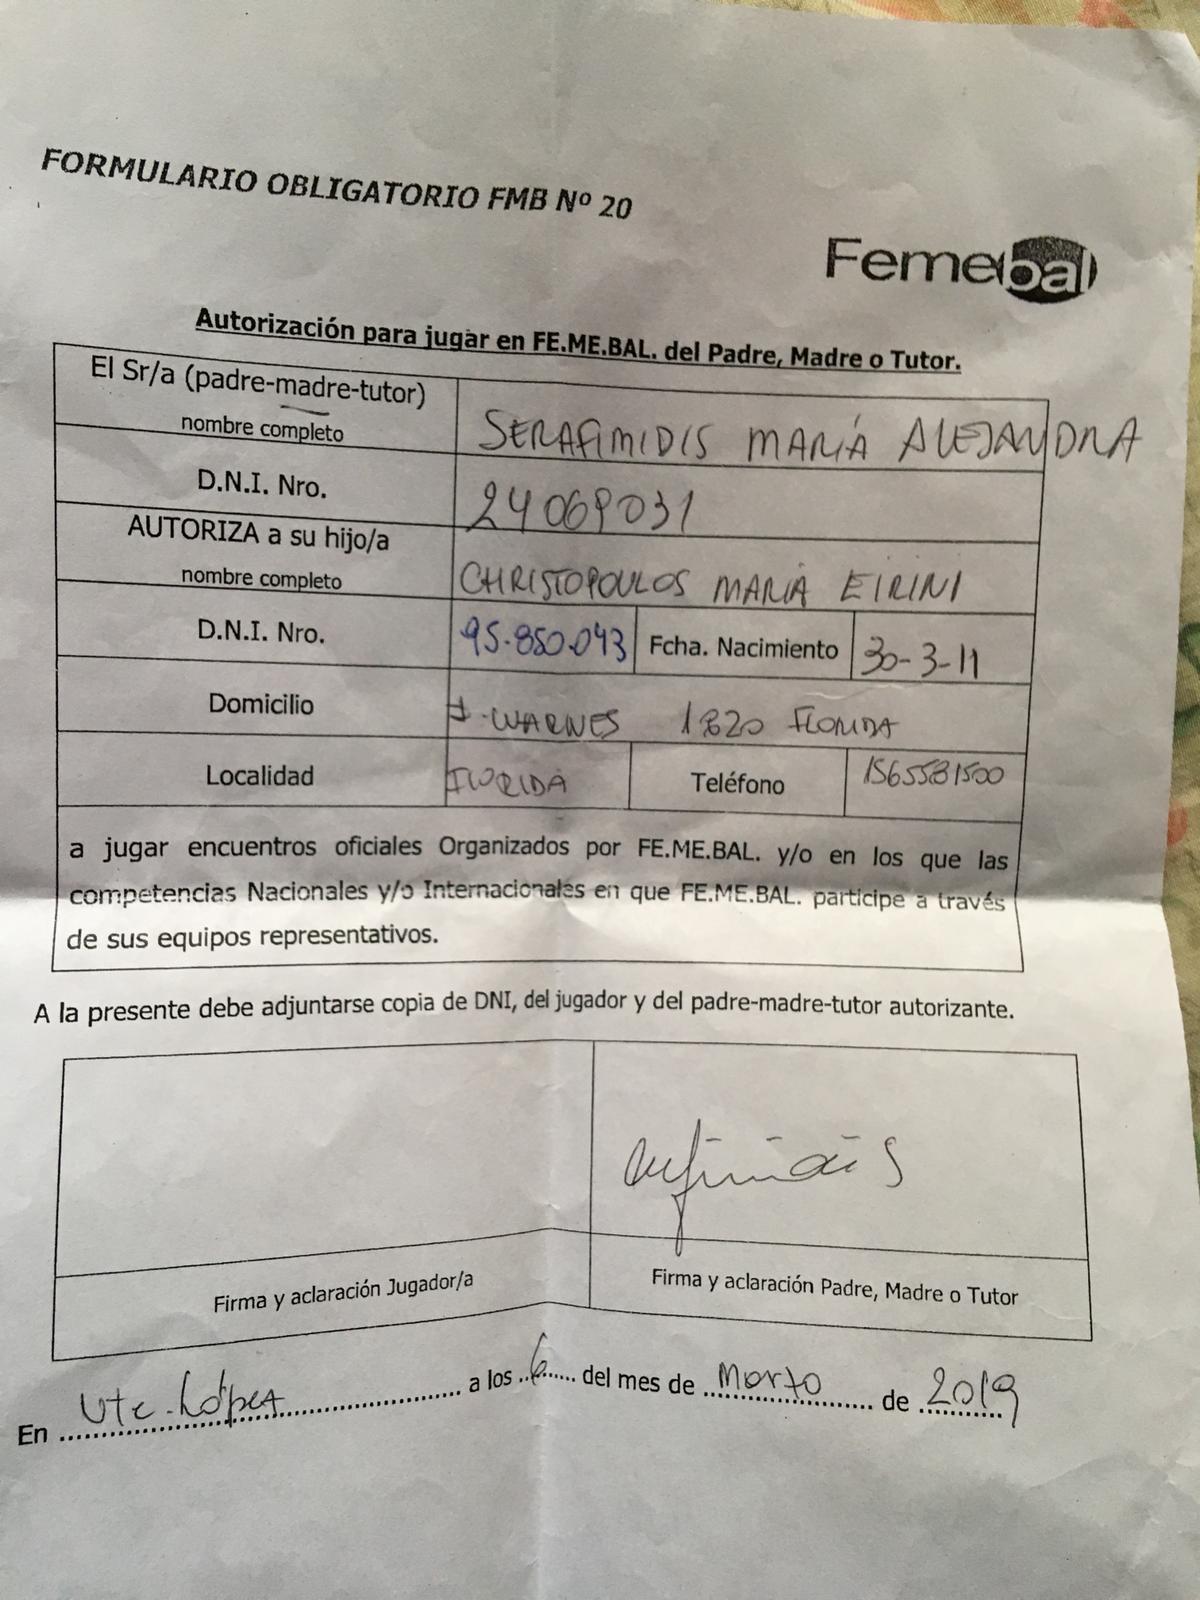 FORMULARIO OBLIGATORIO FMB Nº 20
Femebal
Autorización para jugar en FE.ME.BAL. del Padre, Madre o Tutor.
El Sr/a (padre-madre-tutor)
nombre completo
SERAFIMIDIS MARÍA ALEJANDRA
D.N.I. Nro.
24069031
AUTORIZA a su hijo/a
nombre completo
CHRISTOPOULOS MARÍA EIRINI
D.N.I. Nro.
95.850.043
Fcha. Nacimiento
30-3-11
Domicilio
WARNES 1820 FLORIDA
Localidad
FLORIDA
Teléfono
1565581500
a jugar encuentros oficiales Organizados por FE.ME.BAL. y/o en los que las
competencias Nacionales y/o Internacionales en que FE.ME.BAL. participe a través
de sus equipos representativos.
A la presente debe adjuntarse copia de DNI, del jugador y del padre-madre-tutor autorizante.
Firma y aclaración Jugador/a
Firma y aclaración Padre, Madre o Tutor
En Vte. López a los 6 del mes de Marzo de 2019